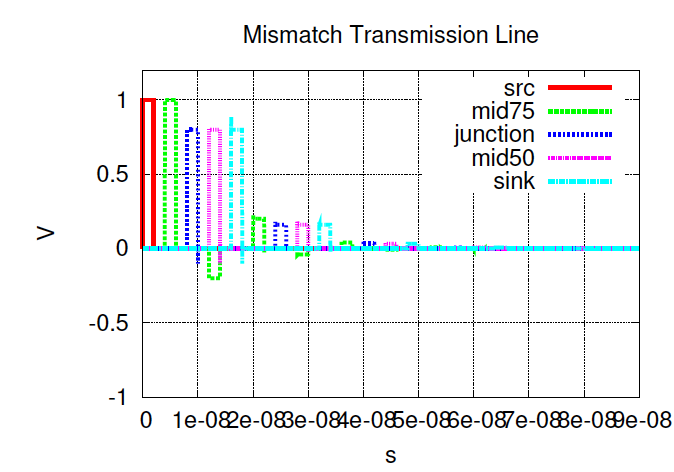 Mismatch Transmission Line
src
mid75
junction
mid50
sink
1
0.5
0
-0.5
-1
V
0 1e-08 2e-08 3e-08 4e-08 5e-08 6e-08 7e-08 8e-08 9e-08
s